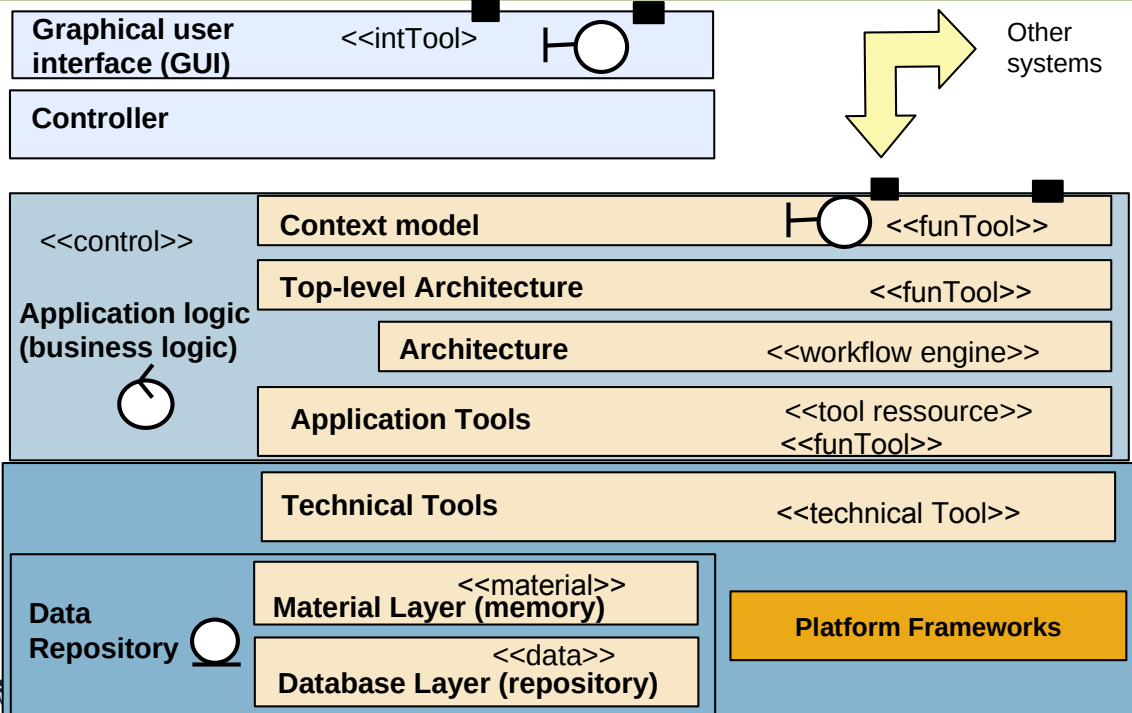 Graphical user
interface (GUI)
<<intTool>
Other
systems
Controller
<<control>>
Application logic
(business logic)
Context model
<<funTool>>
Top-level Architecture
<<funTool>>
Architecture
<<workflow engine>>
Application Tools
<<tool ressource>>
<<funTool>>
Technical Tools
<<technical Tool>>
Data
Repository
<<material>>
Material Layer (memory)
<<data>>
Database Layer (repository)
Platform Frameworks